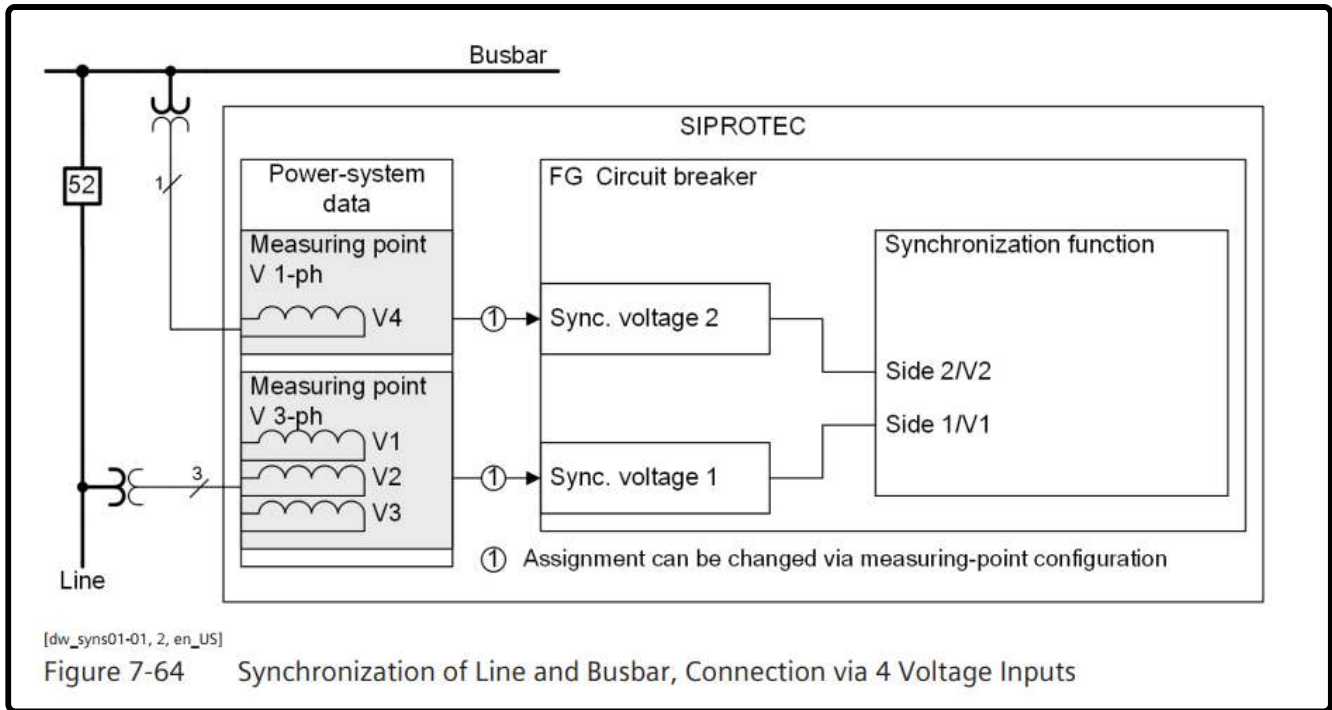 Busbar
SIPROTEC
52
1
Power-system
data
Measuring point
V 1-ph
V4
Measuring point
V 3-ph
V1
V2
V3
3
Line
FG Circuit breaker
Synchronization function
1
Sync. voltage 2
Side 2/V2
Side 1/V1
1
Sync. voltage 1
1 Assignment can be changed via measuring-point configuration
[dw_syns01-01, 2, en_US]
Figure 7-64 Synchronization of Line and Busbar, Connection via 4 Voltage Inputs